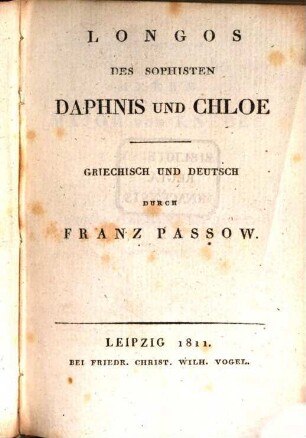 LONGOS
DES SOPHISTEN
DAPHNIS UND CHLOE
GRIECHISCH UND DEUTSCH
DURCH
FRANZ PASSOW.
LEIPZIG 1811.
BEI FRIEDR. CHRIST. WILH. VOGEL.